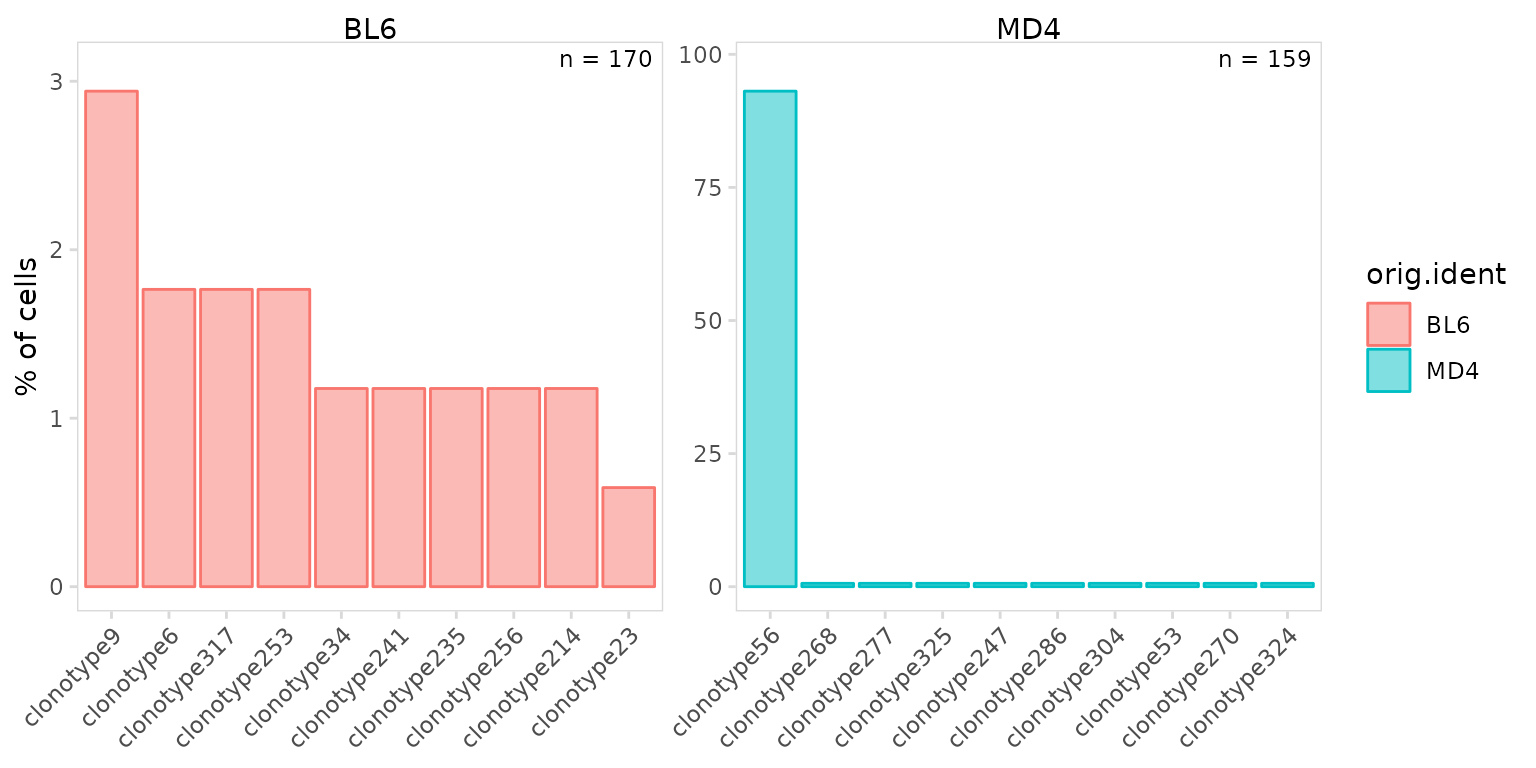 BL6
n = 170
% of cells
3
2
1
0
clonotype9
clonotype6
clonotype317
clonotype253
clonotype34
clonotype241
clonotype235
clonotype256
clonotype214
clonotype23
MD4
n = 159
100
75
50
25
0
clonotype56
clonotype268
clonotype277
clonotype325
clonotype247
clonotype286
clonotype304
clonotype53
clonotype270
clonotype324
orig.ident
BL6
MD4